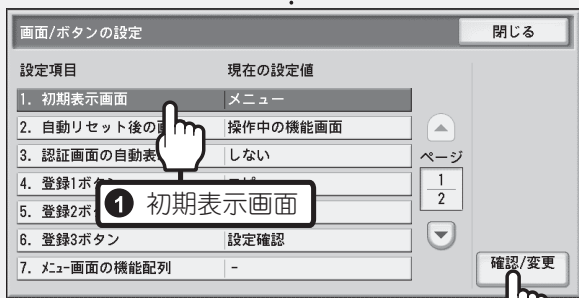 画面/ボタンの設定
閉じる
設定項目 現在の設定値
1. 初期表示画面 メニュー
2. 自動リセット後の 操作中の機能画面
3. 認証画面の自動表 しない
ページ
4. 登録1ボ
1
2
❶ 初期表示画面
5. 登録2ボ
6. 登録3ボタン 設定確認
7. メニュー画面の機能配列 -
確認/変更